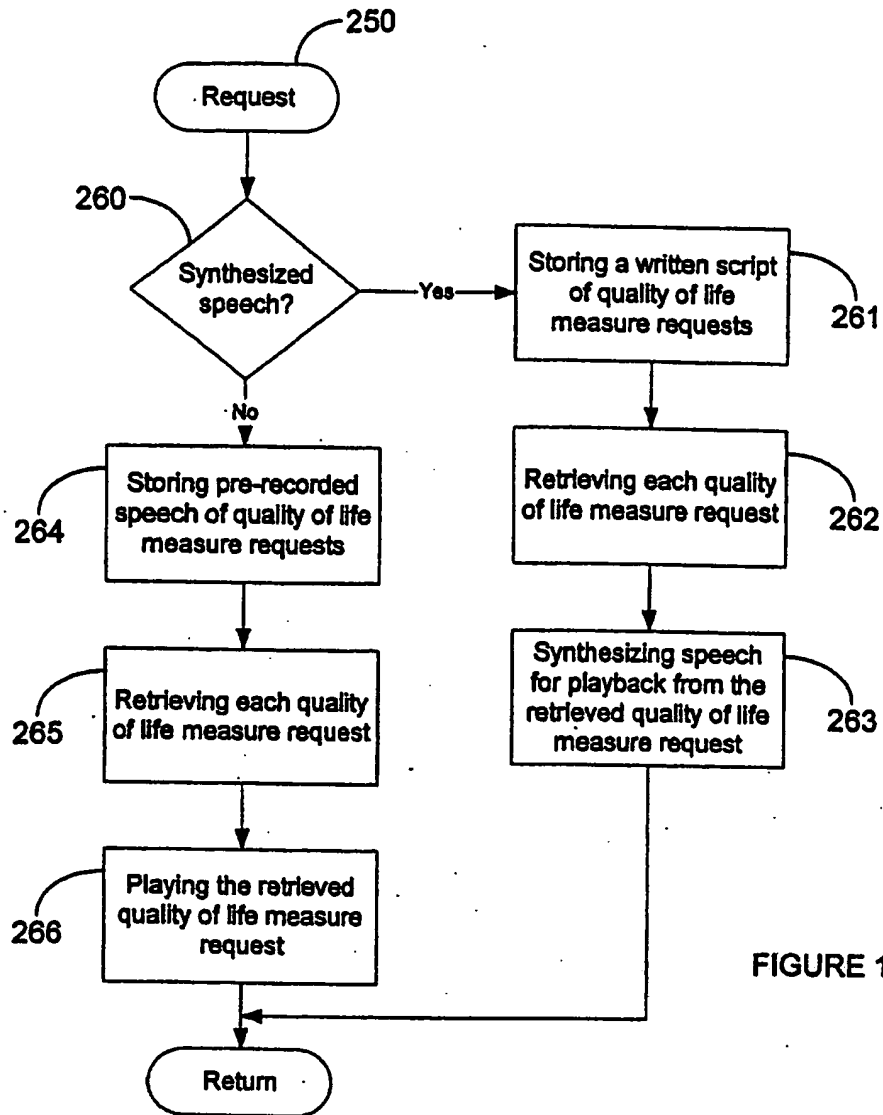 250
Request
260
Synthesized
speech?
Yes
No
Storing a written script
of quality of life
measure requests
261
Retrieving each quality
of life measure request
262
Synthesizing speech
for playback from the
retrieved quality of life
measure request
263
Storing pre-recorded
speech of quality of life
measure requests
264
Retrieving each quality
of life measure request
265
Playing the retrieved
quality of life measure
request
266
Return
FIGURE 1